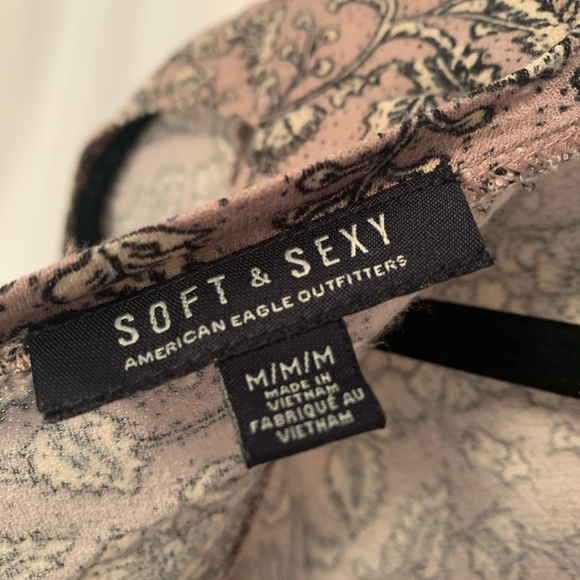 SOFT & SEXY
AMERICAN EAGLE OUTFITTERS
M/M/M
MADE IN
VIETNAM
FABRIQUÉ AU
VIETNAM